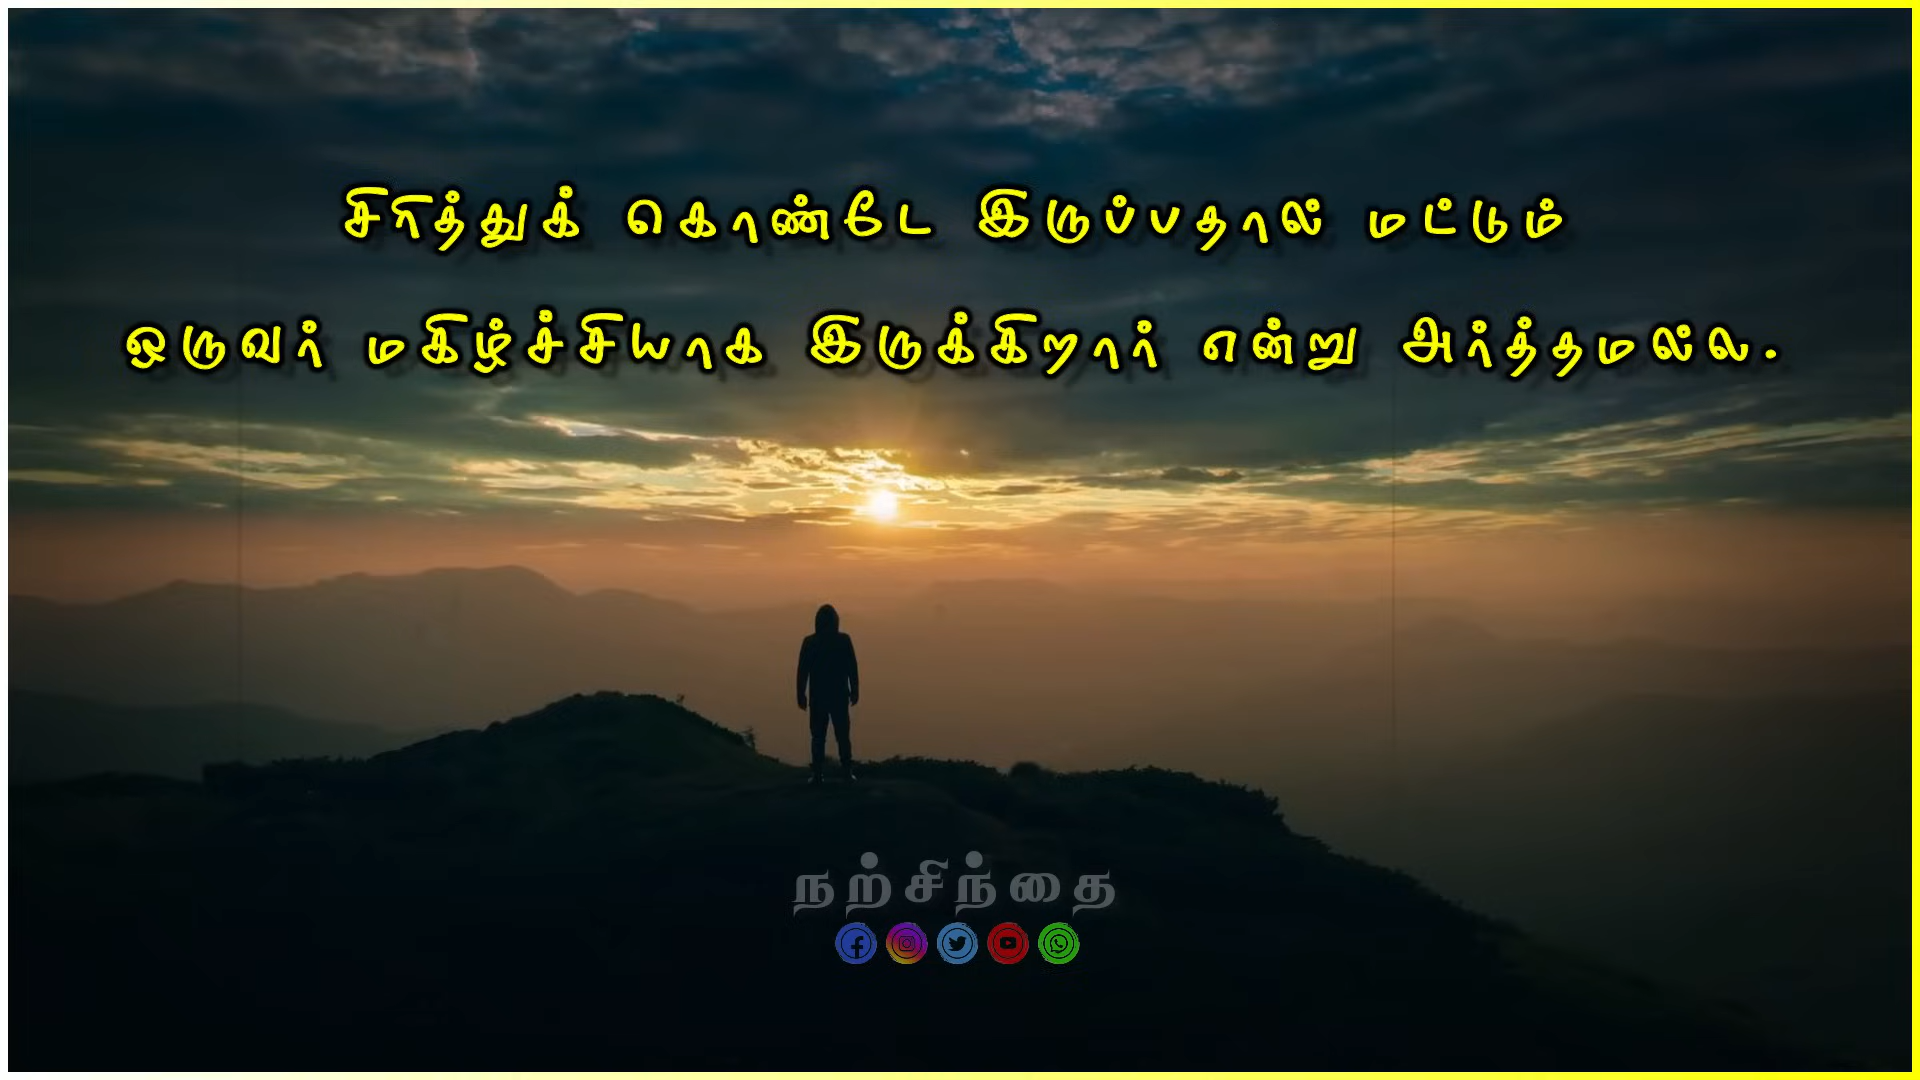 சிரித்துக் கொண்டே இருப்பதால் மட்டும்
ஒருவர் மகிழ்ச்சியாக இருக்கிறார் என்று அர்த்தமல்ல.
நற்சிந்தை